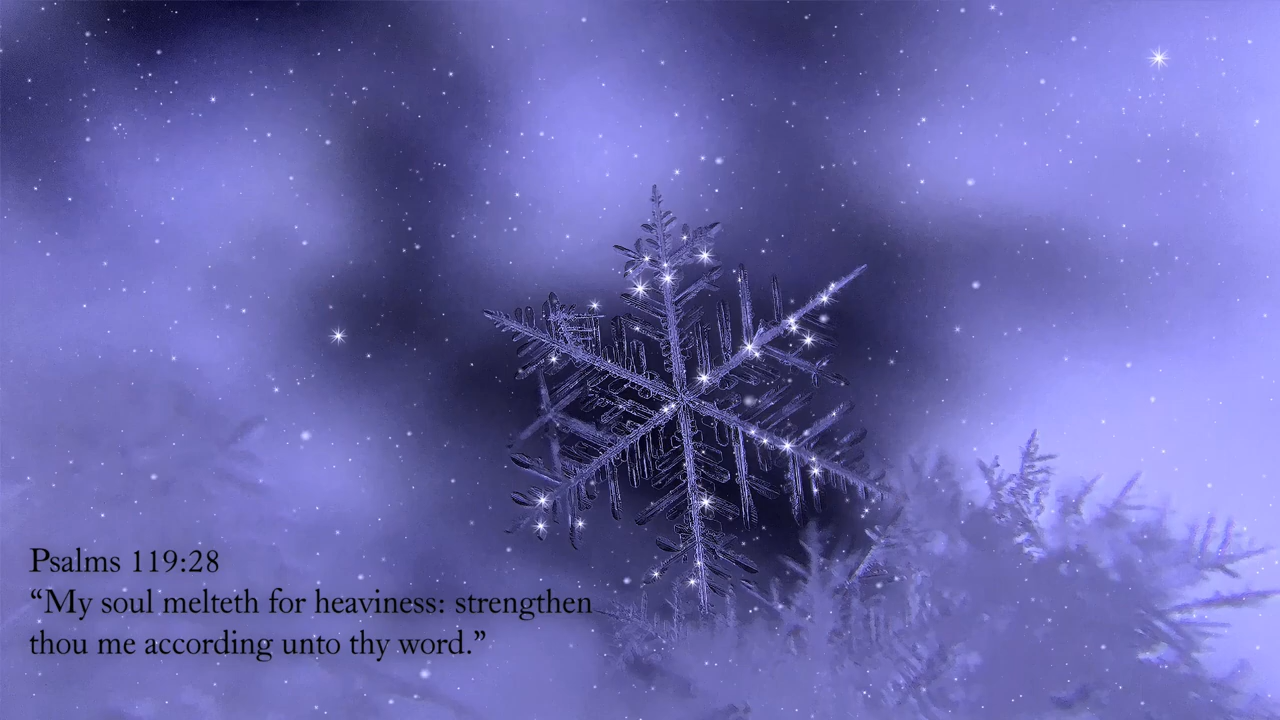 Psalms 119:28
“My soul melteth for heaviness: strengthen
thou me according unto thy word.”